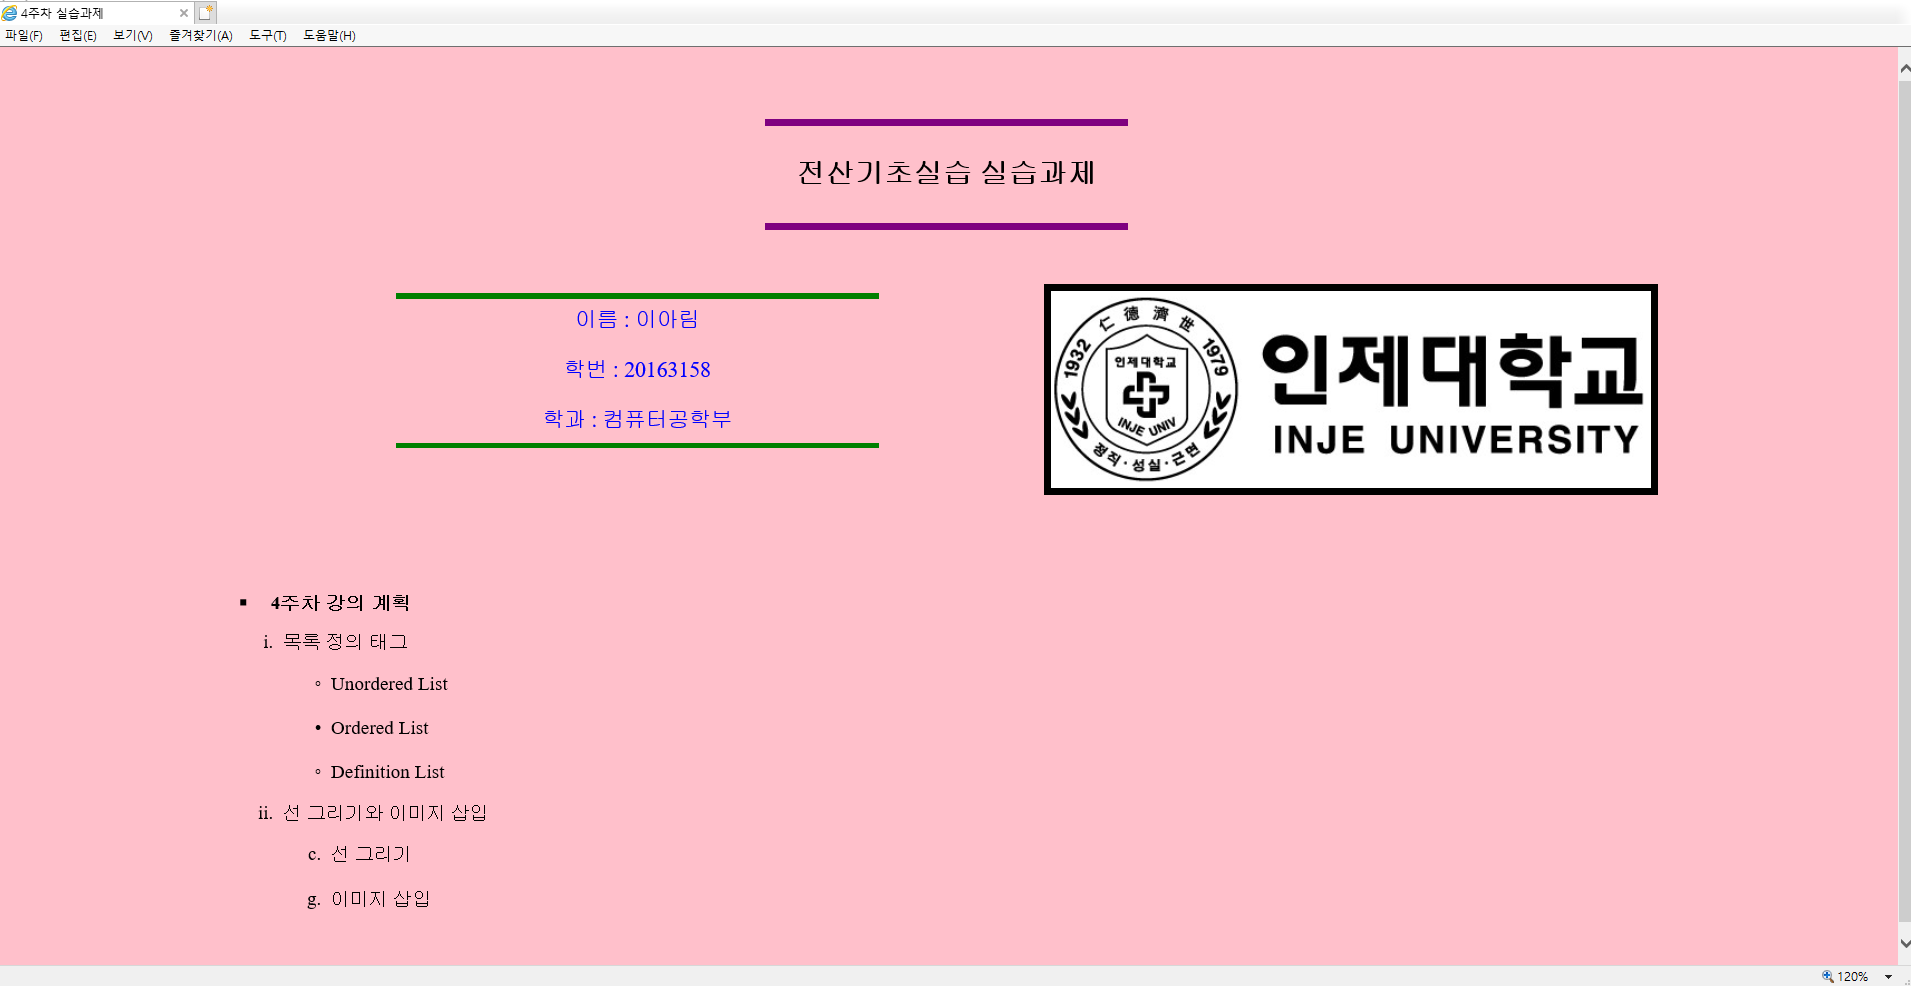 4주차 실습과제
파일(F) 편집(E) 보기(V) 즐겨찾기(A) 도구(T) 도움말(H)
전산기초실습 실습과제
이름 : 이아림
학번 : 20163158
학과 : 컴퓨터공학부
1932 仁德濟世 1979
인제대학교
INJE UNIV
정직·성실·근면
인제대학교
INJE UNIVERSITY
▪ 4주차 강의 계획
i. 목록 정의 태그
◦ Unordered List
• Ordered List
◦ Definition List
ii. 선 그리기와 이미지 삽입
c. 선 그리기
g. 이미지 삽입
120%